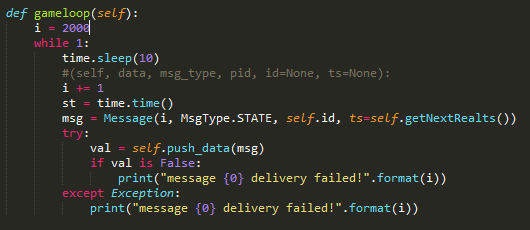 def gameloop(self):
    i = 2000
    while 1:
        time.sleep(10)
        #(self, data, msg_type, pid, id=None, ts=None):
        i += 1
        st = time.time()
        msg = Message(i, MsgType.STATE, self.id, ts=self.getNextRealts())
        try:
            val = self.push_data(msg)
            if val is False:
                print("message {0} delivery failed!".format(i))
        except Exception:
            print("message {0} delivery failed!".format(i))